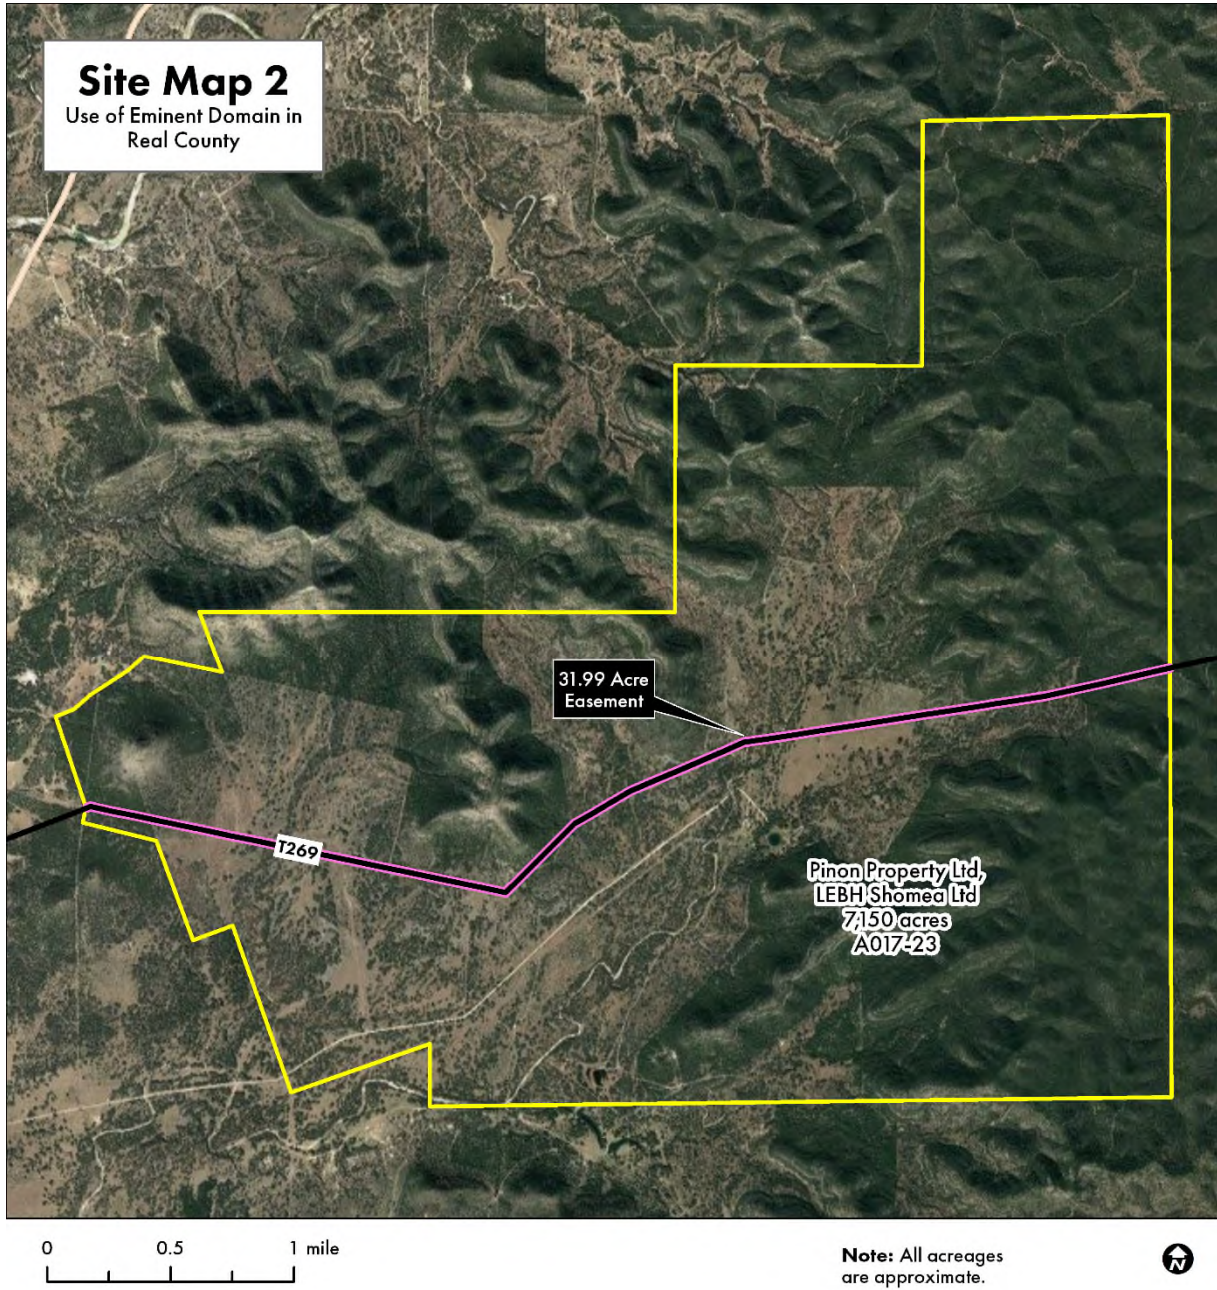 Site Map 2
Use of Eminent Domain in
Real County
31.99 Acre
Easement
T269
Pinon Property Ltd,
LEBH Shomea Ltd
7,150 acres
A017-23
0 0.5 1 mile
Note: All acreages
are approximate.
N